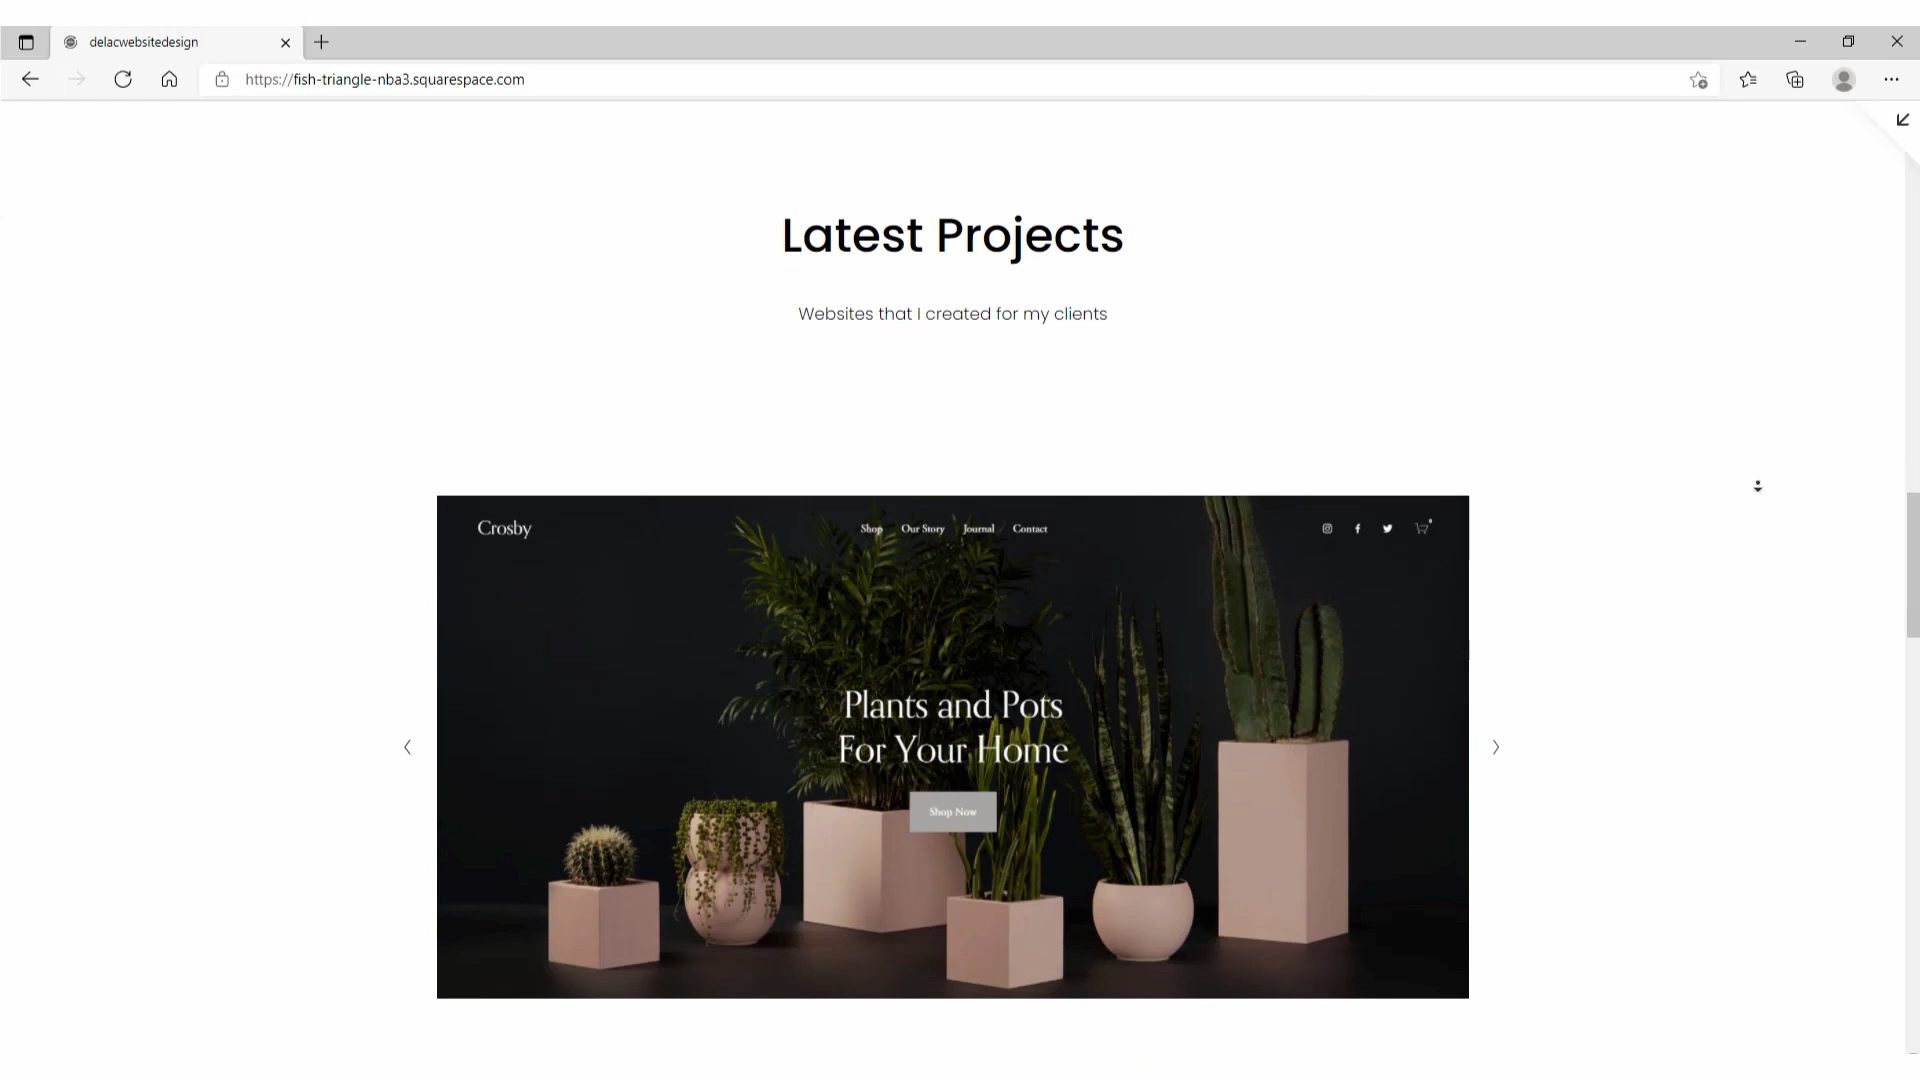 delacwebsitedesign
https://fish-triangle-nba3.squarespace.com
Latest Projects
Websites that I created for my clients
Crosby
Shop Our Story Journal Contact
0
Plants and Pots
For Your Home
Shop Now